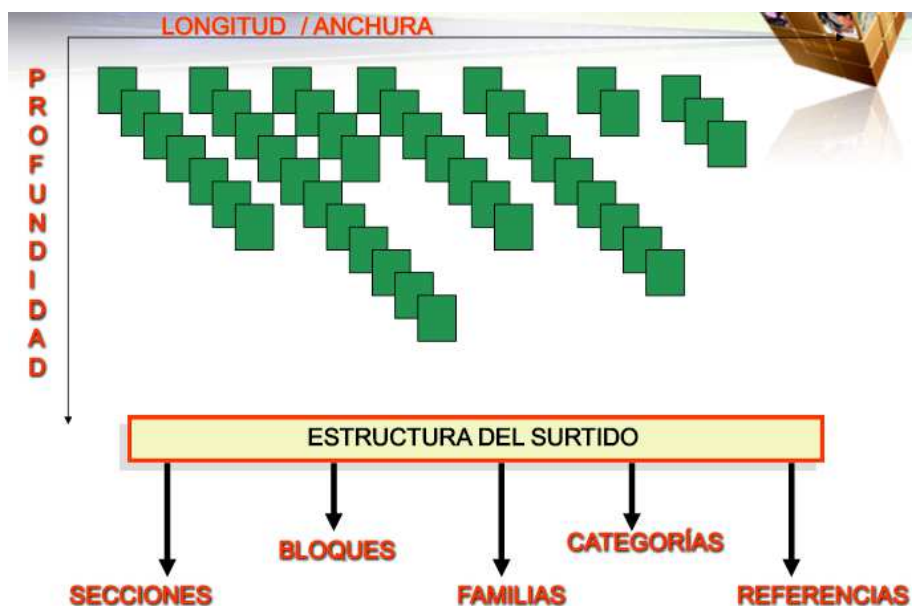 LONGITUD / ANCHURA
PROFUNDIDAD
ESTRUCTURA DEL SURTIDO
BLOQUES
CATEGORÍAS
SECCIONES
FAMILIAS
REFERENCIAS